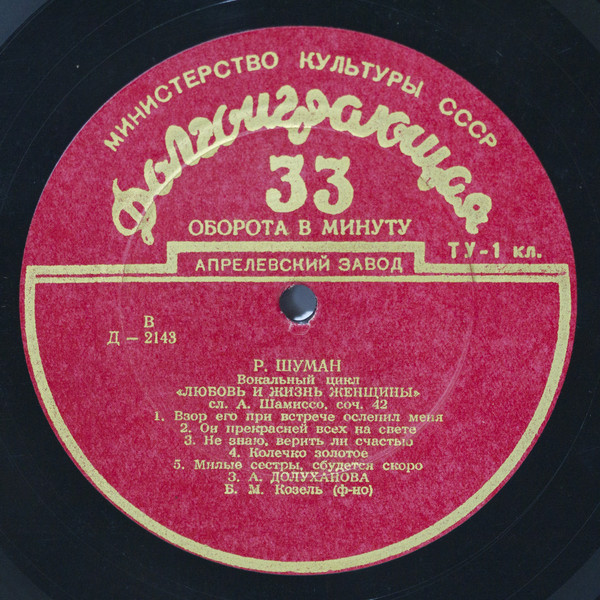 МИНИСТЕРСТВО КУЛЬТУРЫ СССР
Долгоиграющая
33
ОБОРОТА В МИНУТУ
ТУ-1 кл.
АПРЕЛЕВСКИЙ ЗАВОД
В
Д — 2143
Р. ШУМАН
Вокальный цикл
«ЛЮБОВЬ И ЖИЗНЬ ЖЕНЩИНЫ»
сл. А. Шамиссо, соч. 42
1. Взор его при встрече ослепил меня
2. Он прекрасней всех на свете
3. Не знаю, верить ли счастью
4. Колечко золотое
5. Милые сестры, сбудется скоро
З. А. ДОЛУХАНОВА
Б. М. Козель (ф-но)